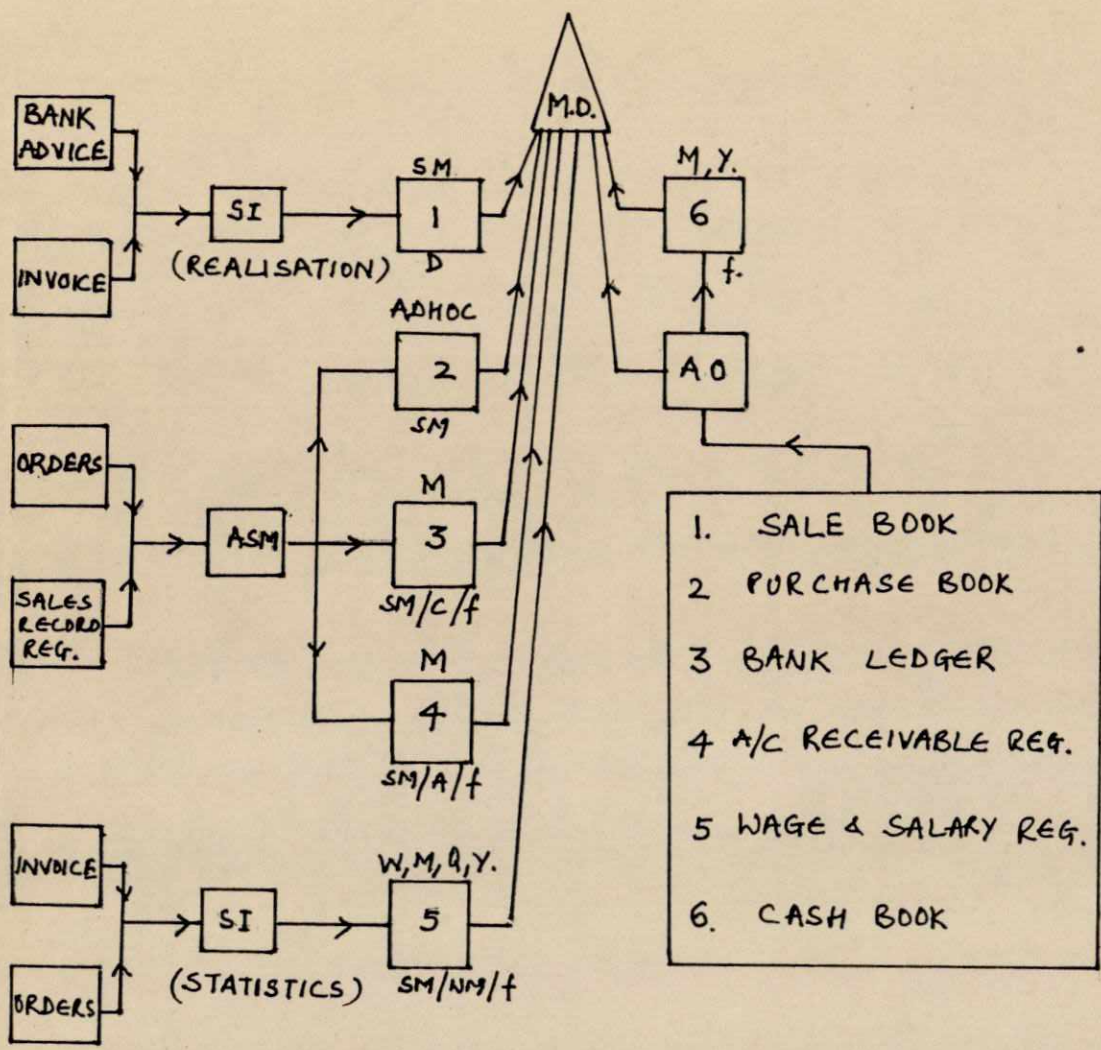 M.D.
BANK
ADVICE
INVOICE
SI
(REALISATION)
SM
1
D
M, Y.
6
f.
ADHOC
2
SM
AO
ORDERS
SALES
RECORD
REG.
ASM
M
3
SM/C/f
M
4
SM/A/f
INVOICE
ORDERS
SI
(STATISTICS)
W, M, Q, Y.
5
SM/NM/f
1. SALE BOOK
2 PURCHASE BOOK
3 BANK LEDGER
4 A/C RECEIVABLE REG.
5 WAGE & SALARY REG.
6. CASH BOOK